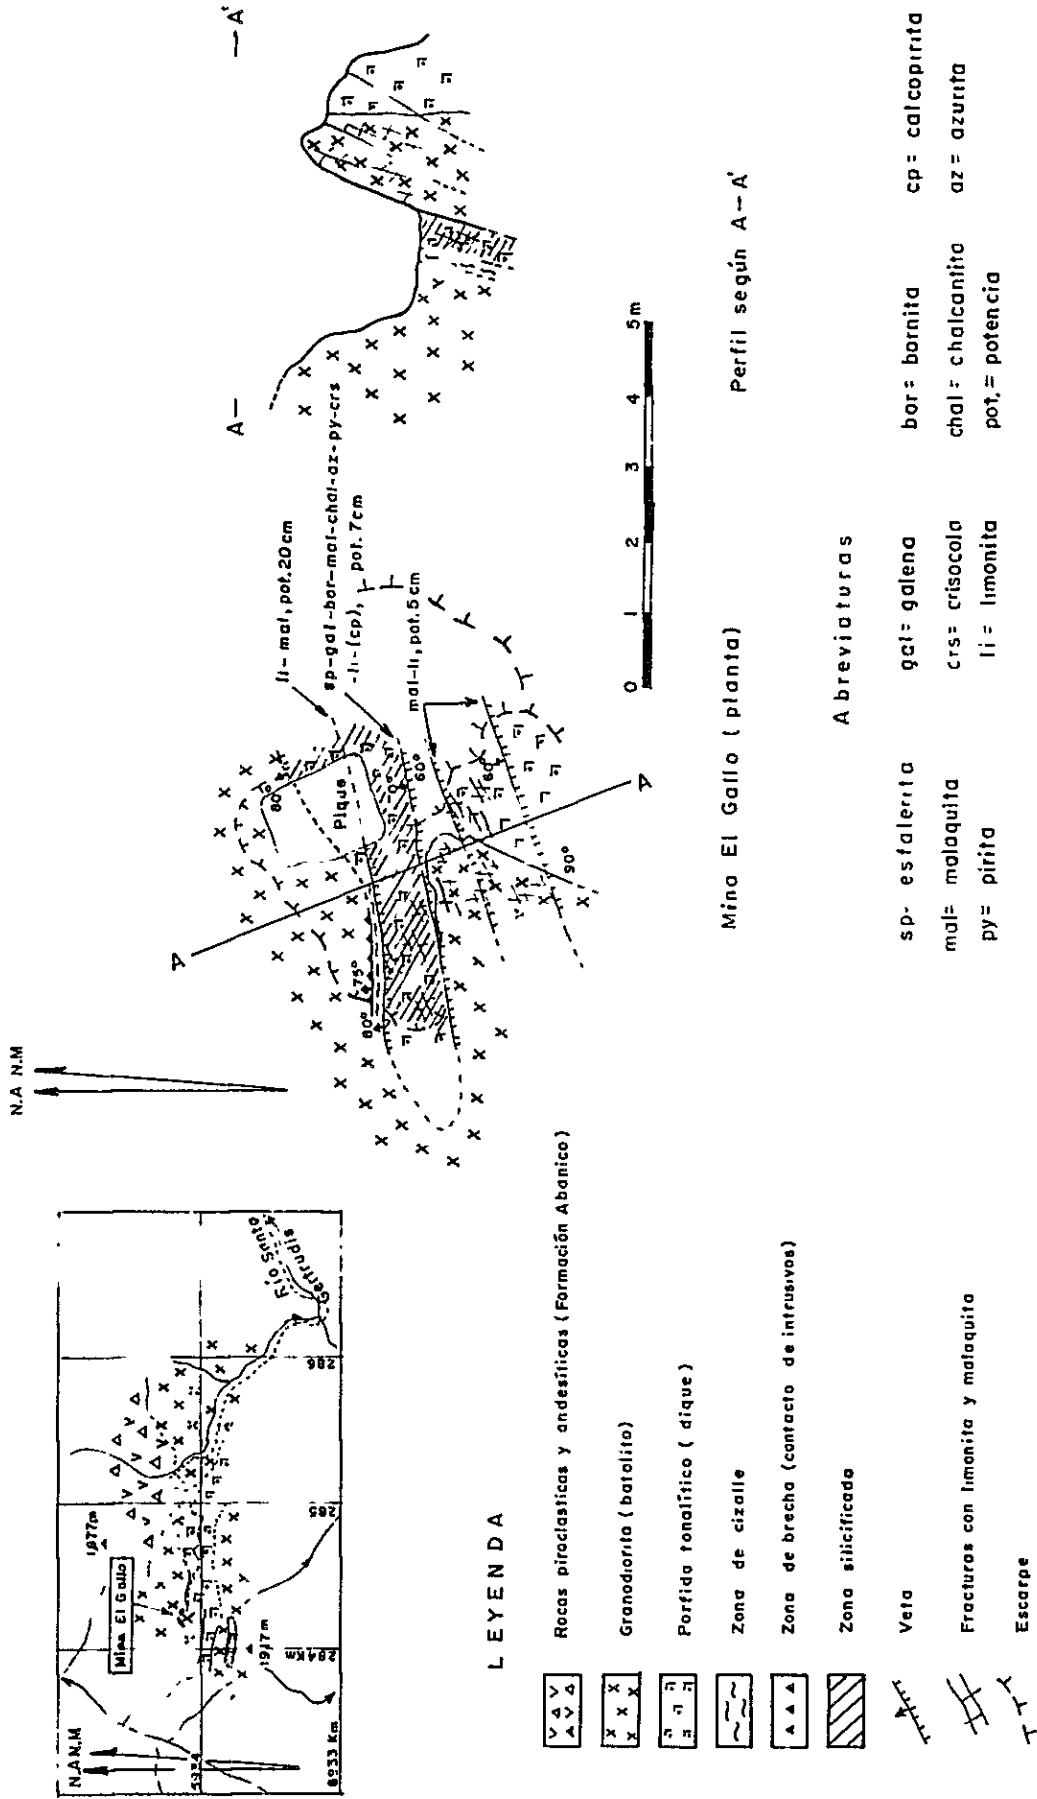 N.A N.M
Mina El Gallo
1877m
1917m
284Km
285
286
5934
Río Santa
Gertrudis
N.A N.M
A
A
Pique
80°
80°
75°
60°
60°
90°
li-mal, pot.20cm
sp-gal-bor-mal-chal-az-py-crs
-li-(cp), pot.7cm
mal-li, pot.5cm
A—
—A'
0 1 2 3 4 5m
Mina El Gallo (planta)
Perfil según A—A'
Abreviaturas
sp- esfalerita gal= galena bor= bornita cp= calcopirita
mal= malaquita crs= crisocola chal= chalcantita az= azurita
py= pirita li= limonita pot.= potencia
LEYENDA
Rocas piroclasticas y andesíticas (Formación Abanico)
Granodiorita (batolito)
Porfido tonalítico (dique)
Zona de cizalle
Zona de brecha (contacto de intrusivos)
Zona silicificada
Veta
Fracturas con limonita y malaquita
Escarpe